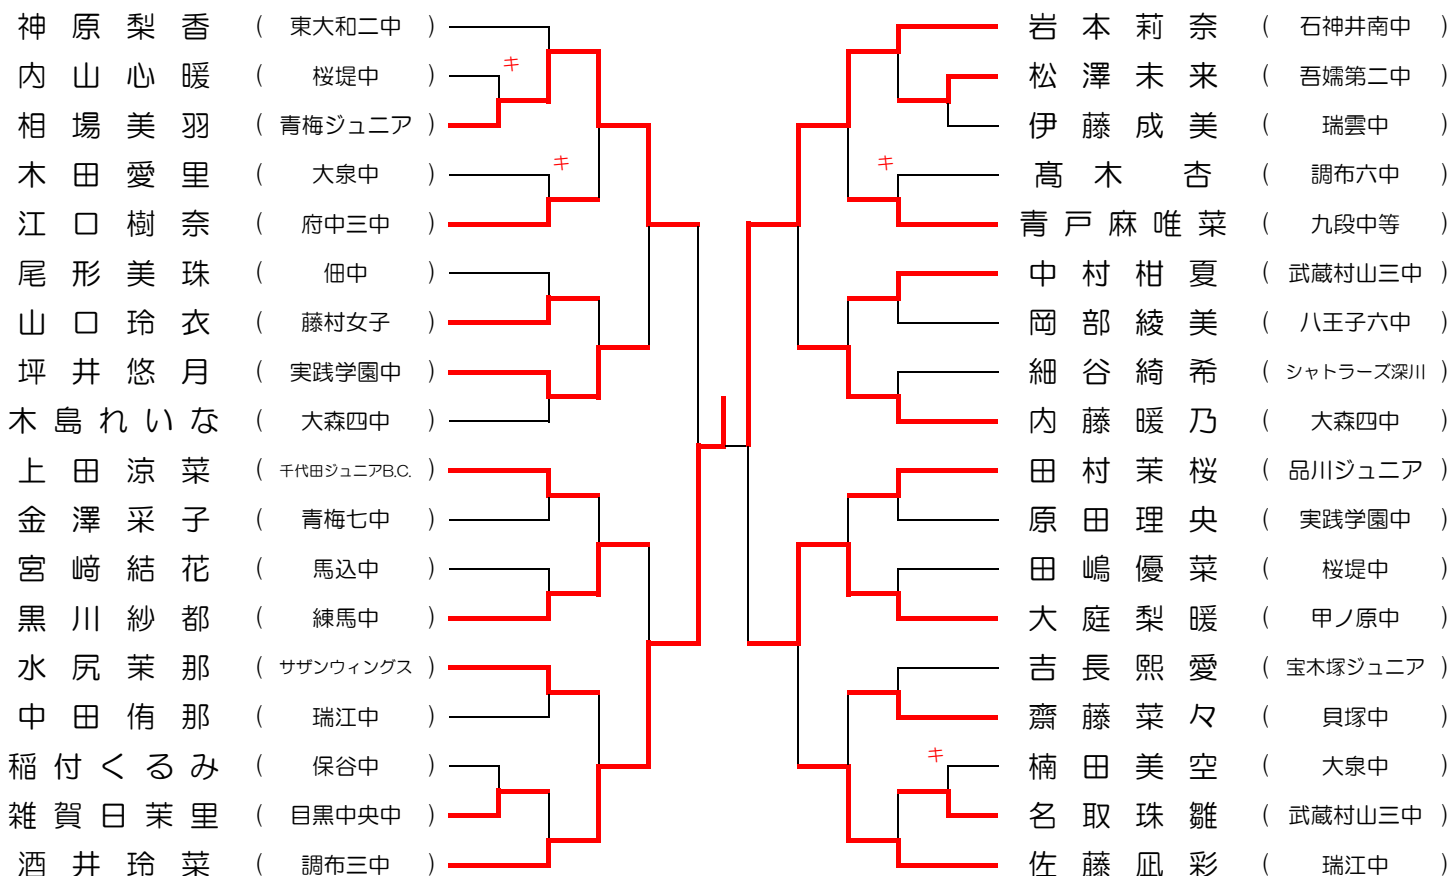 神原梨香 ( 東大和二中 )
内山心暖 ( 桜堤中 )
キ
相場美羽 ( 青梅ジュニア )
木田愛里 ( 大泉中 )
キ
江口樹奈 ( 府中三中 )
尾形美珠 ( 佃中 )
山口玲衣 ( 藤村女子 )
坪井悠月 ( 実践学園中 )
木島れいな ( 大森四中 )
上田涼菜 ( 千代田ジュニアB.C. )
金澤采子 ( 青梅七中 )
宮﨑結花 ( 馬込中 )
黒川紗都 ( 練馬中 )
水尻茉那 ( サザンウィングス )
中田侑那 ( 瑞江中 )
稲付くるみ ( 保谷中 )
雑賀日茉里 ( 目黒中央中 )
酒井玲菜 ( 調布三中 )
岩本莉奈 ( 石神井南中 )
松澤未来 ( 吾嬬第二中 )
伊藤成美 ( 瑞雲中 )
キ
髙木杏 ( 調布六中 )
青戸麻唯菜 ( 九段中等 )
中村柑夏 ( 武蔵村山三中 )
岡部綾美 ( 八王子六中 )
細谷綺希 ( シャトラーズ深川 )
内藤暖乃 ( 大森四中 )
田村茉桜 ( 品川ジュニア )
原田理央 ( 実践学園中 )
田嶋優菜 ( 桜堤中 )
大庭梨暖 ( 甲ノ原中 )
吉長熙愛 ( 宝木塚ジュニア )
齋藤菜々 ( 貝塚中 )
キ
楠田美空 ( 大泉中 )
名取珠雛 ( 武蔵村山三中 )
佐藤凪彩 ( 瑞江中 )